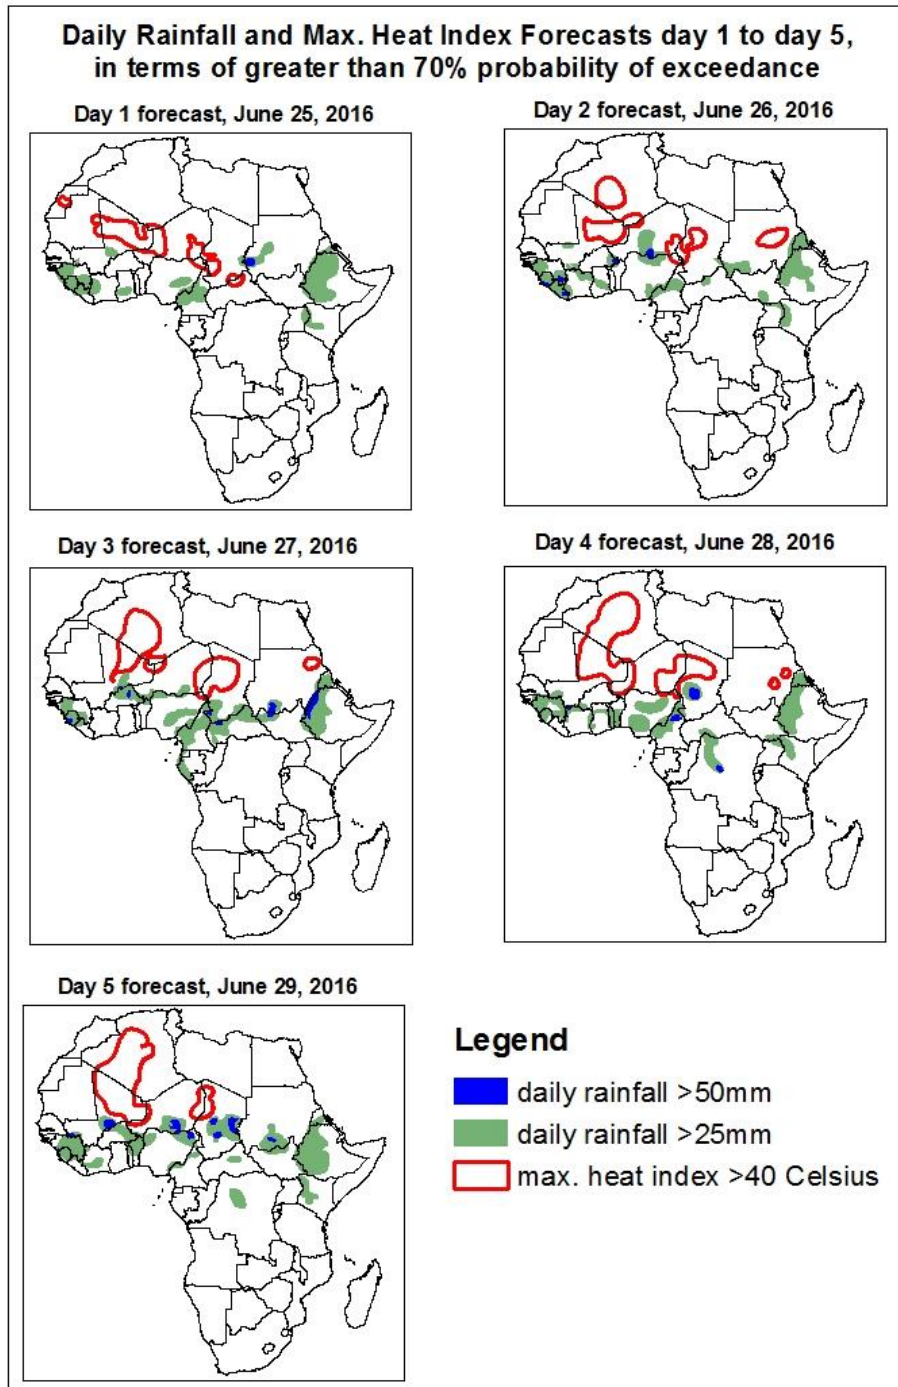 Daily Rainfall and Max. Heat Index Forecasts day 1 to day 5,
in terms of greater than 70% probability of exceedance
Day 1 forecast, June 25, 2016
Day 2 forecast, June 26, 2016
Day 3 forecast, June 27, 2016
Day 4 forecast, June 28, 2016
Day 5 forecast, June 29, 2016
Legend
daily rainfall >50mm
daily rainfall >25mm
max. heat index >40 Celsius